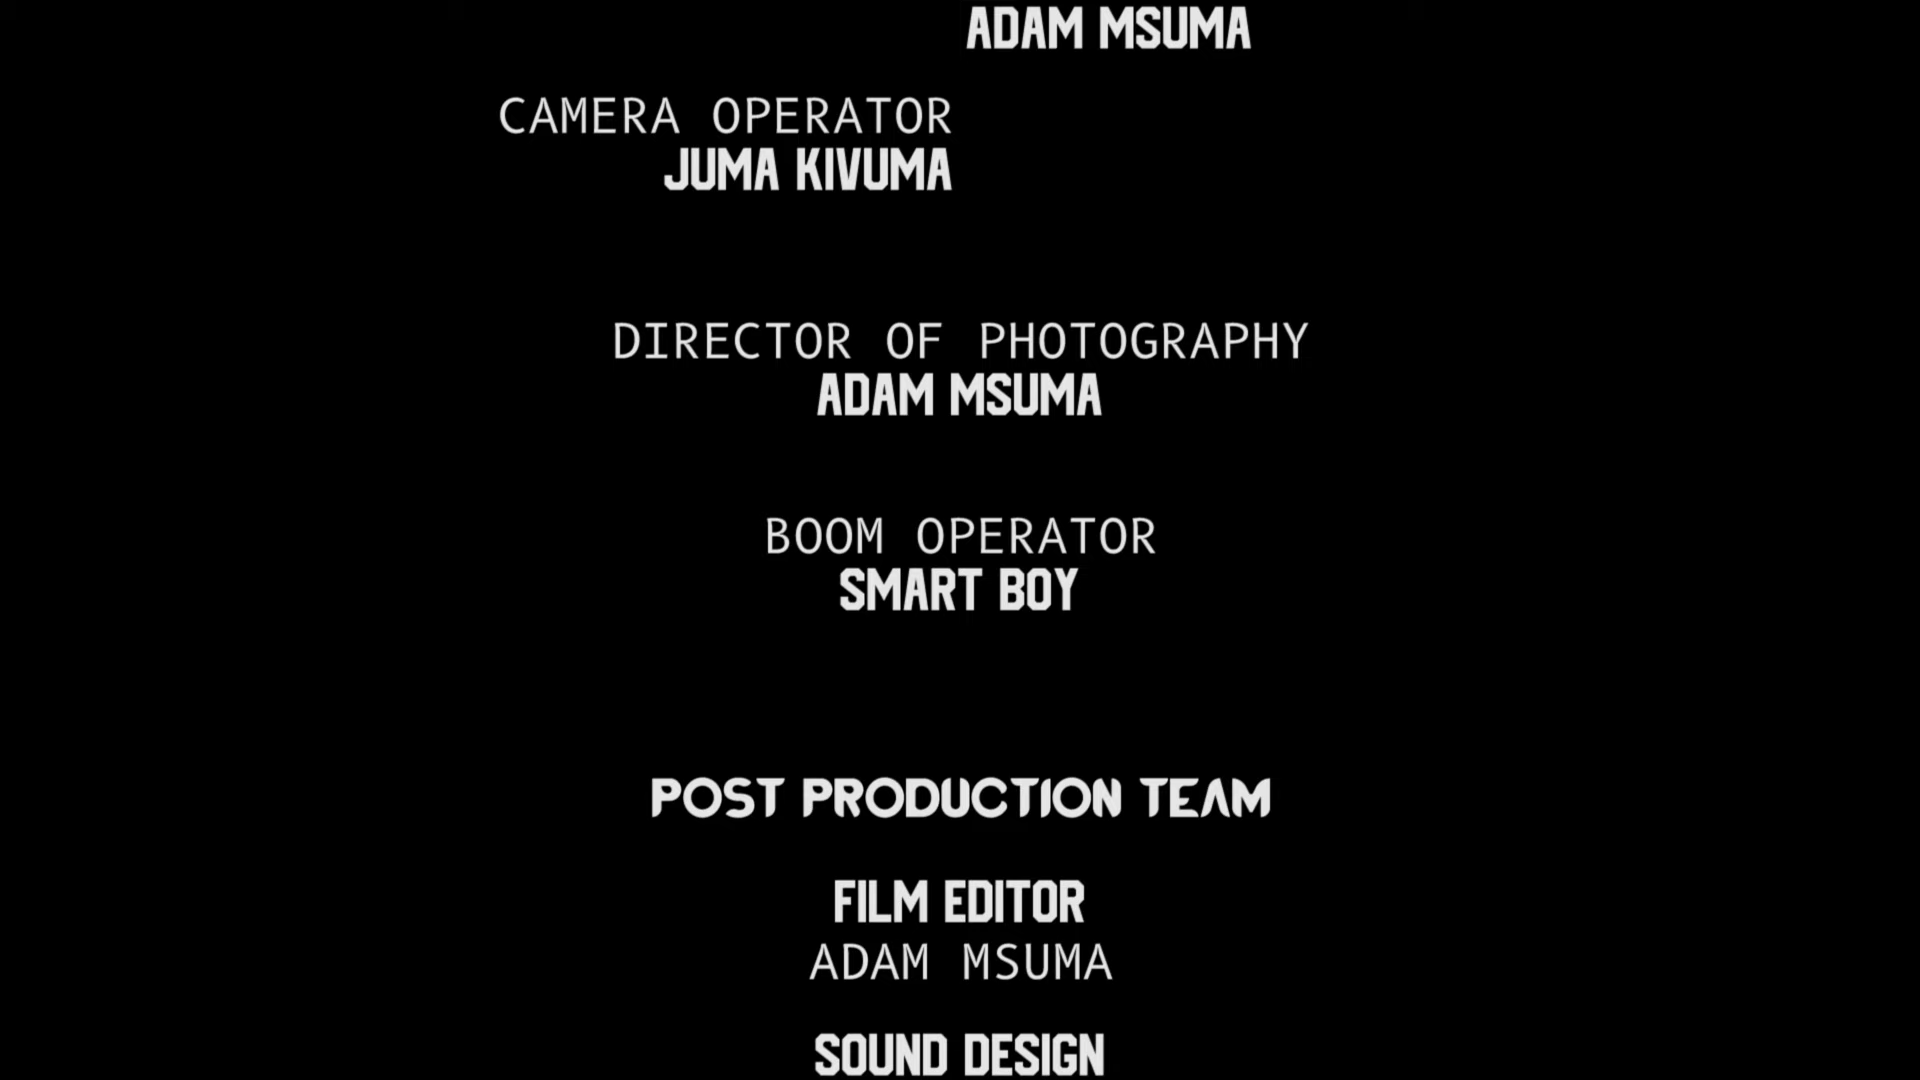 ADAM MSUMA
CAMERA OPERATOR
JUMA KIVUMA
DIRECTOR OF PHOTOGRAPHY
ADAM MSUMA
BOOM OPERATOR
SMART BOY
POST PRODUCTION TEAM
FILM EDITOR
ADAM MSUMA
SOUND DESIGN